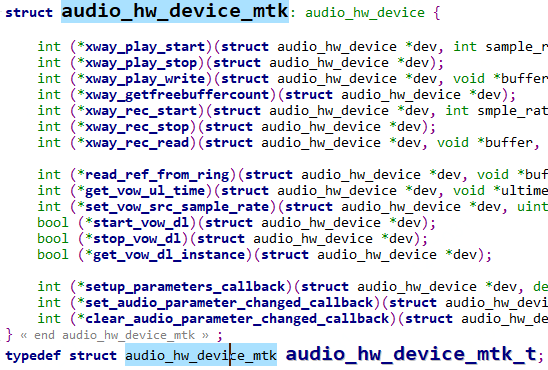 struct audio_hw_device_mtk: audio_hw_device {
int (*xway_play_start)(struct audio_hw_device *dev, int sample_r
int (*xway_play_stop)(struct audio_hw_device *dev);
int (*xway_play_write)(struct audio_hw_device *dev, void *buffer
int (*xway_getfreebuffercount)(struct audio_hw_device *dev);
int (*xway_rec_start)(struct audio_hw_device *dev, int smple_rat
int (*xway_rec_stop)(struct audio_hw_device *dev);
int (*xway_rec_read)(struct audio_hw_device *dev, void *buffer,
int (*read_ref_from_ring)(struct audio_hw_device *dev, void *buf
int (*get_vow_ul_time)(struct audio_hw_device *dev, void *ultime
int (*set_vow_src_sample_rate)(struct audio_hw_device *dev, uint
bool (*start_vow_dl)(struct audio_hw_device *dev);
bool (*stop_vow_dl)(struct audio_hw_device *dev);
bool (*get_vow_dl_instance)(struct audio_hw_device *dev);
int (*setup_parameters_callback)(struct audio_hw_device *dev, de
int (*set_audio_parameter_changed_callback)(struct audio_hw_devi
int (*clear_audio_parameter_changed_callback)(struct audio_hw_de
} « end audio_hw_device_mtk » ;
typedef struct audio_hw_device_mtk audio_hw_device_mtk_t;